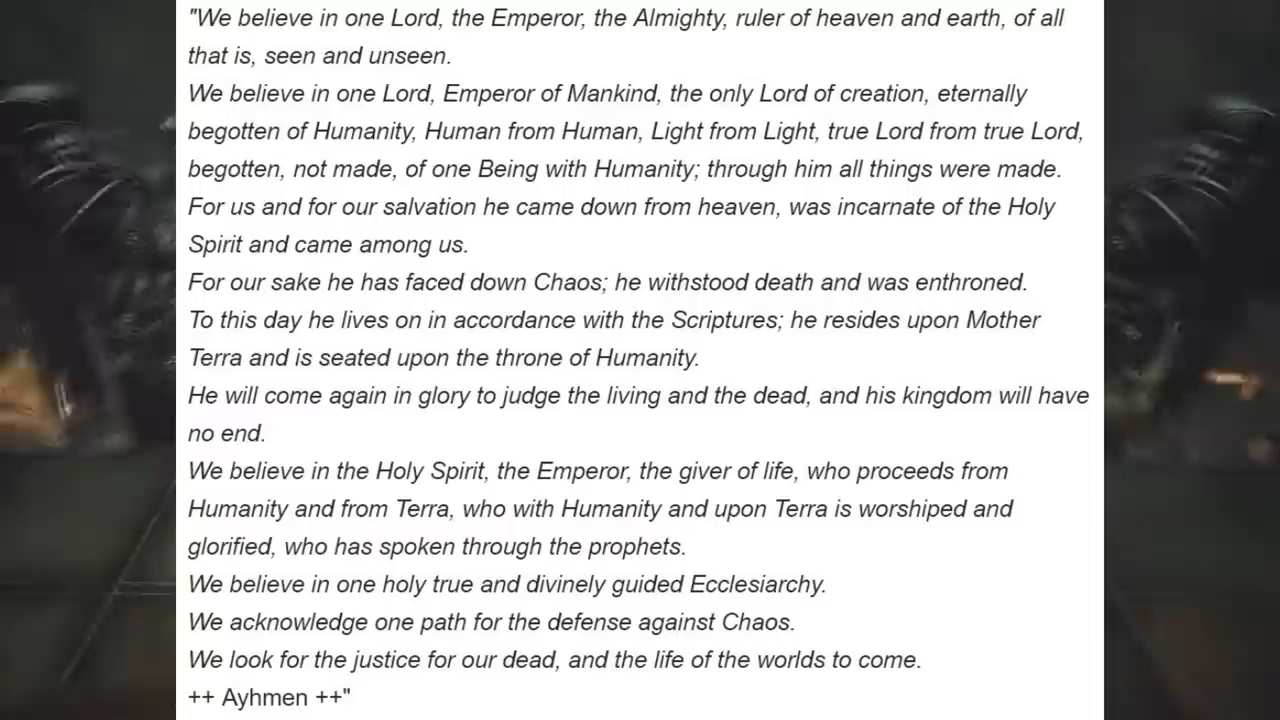 "We believe in one Lord, the Emperor, the Almighty, ruler of heaven and earth, of all
that is, seen and unseen.
We believe in one Lord, Emperor of Mankind, the only Lord of creation, eternally
begotten of Humanity, Human from Human, Light from Light, true Lord from true Lord,
begotten, not made, of one Being with Humanity; through him all things were made.
For us and for our salvation he came down from heaven, was incarnate of the Holy
Spirit and came among us.
For our sake he has faced down Chaos; he withstood death and was enthroned.
To this day he lives on in accordance with the Scriptures; he resides upon Mother
Terra and is seated upon the throne of Humanity.
He will come again in glory to judge the living and the dead, and his kingdom will have
no end.
We believe in the Holy Spirit, the Emperor, the giver of life, who proceeds from
Humanity and from Terra, who with Humanity and upon Terra is worshiped and
glorified, who has spoken through the prophets.
We believe in one holy true and divinely guided Ecclesiarchy.
We acknowledge one path for the defense against Chaos.
We look for the justice for our dead, and the life of the worlds to come.
++ Ayhmen ++"